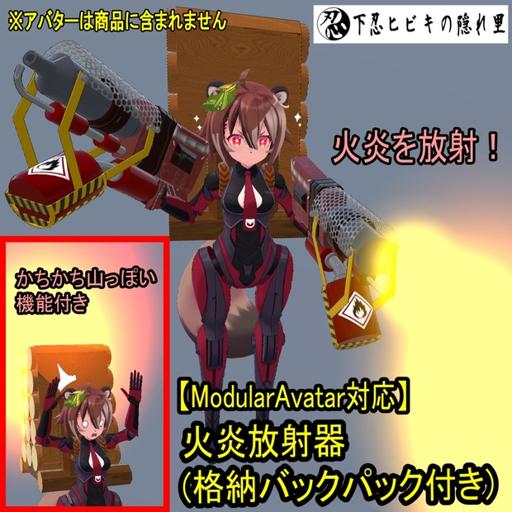 ※アバターは商品に含まれません
忍 下忍ヒビキの隠れ里
火炎を放射！
かちかち山っぽい
機能付き
【ModularAvatar対応】
火炎放射器
(格納バックパック付き)